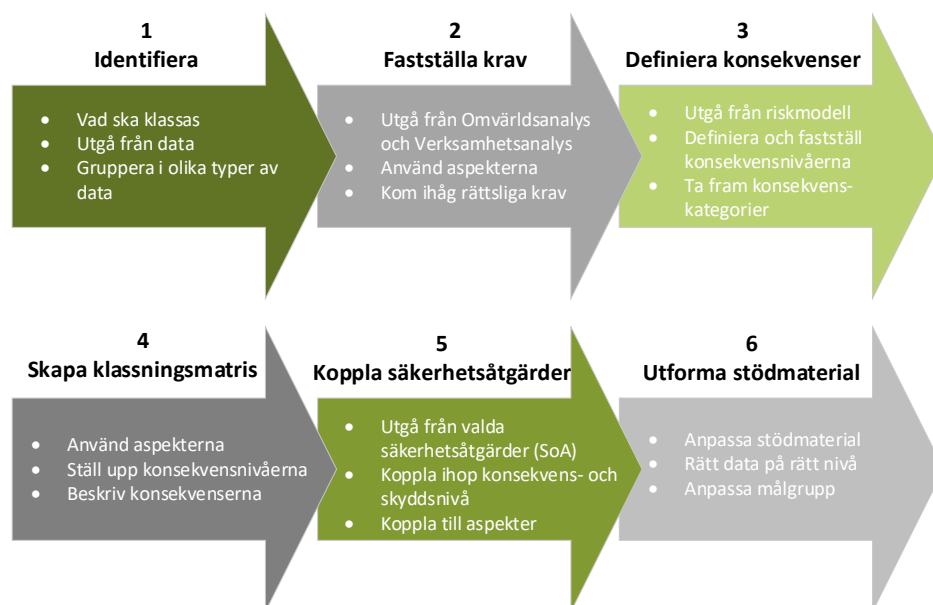 1
Identifiera
• Vad ska klassas
• Utgå från data
• Gruppera i olika typer av
data
2
Fastställa krav
• Utgå från Omvärldsanalys
och Verksamhetsanalys
• Använd aspekterna
• Kom ihåg rättsliga krav
3
Definiera konsekvenser
• Utgå från riskmodell
• Definiera och fastställ
konsekvensnivåerna
• Ta fram konsekvens-
kategorier
4
Skapa klassningsmatris
• Använd aspekterna
• Ställ upp konsekvensnivåerna
• Beskriv konsekvenserna
5
Koppla säkerhetsåtgärder
• Utgå från valda
säkerhetsåtgärder (SoA)
• Koppla ihop konsekvens- och
skyddsnivå
• Koppla till aspekter
6
Utforma stödmaterial
• Anpassa stödmaterial
• Rätt data på rätt nivå
• Anpassa målgrupp